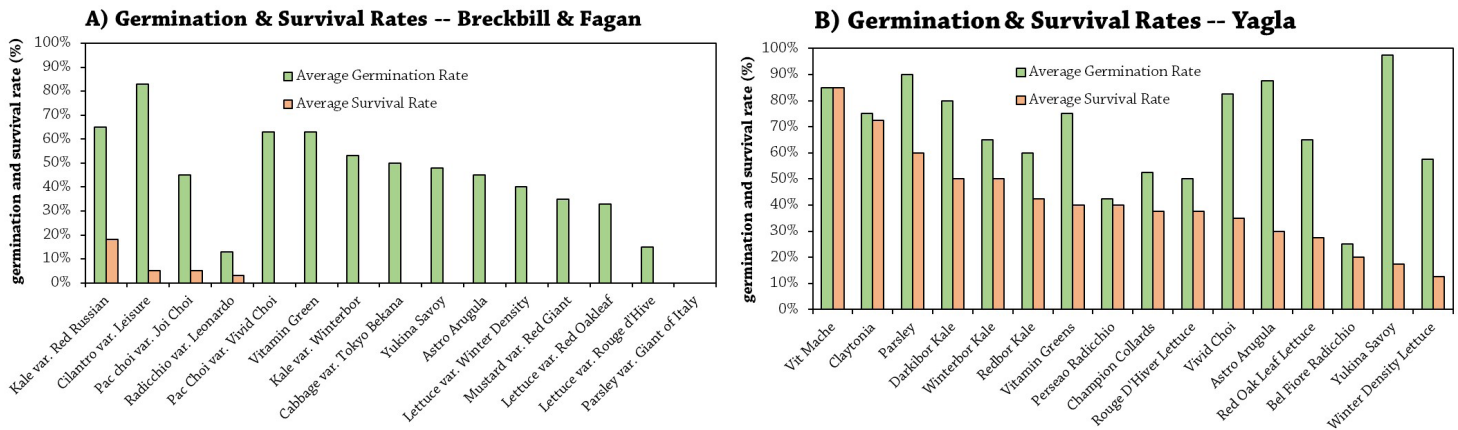 A) Germination & Survival Rates -- Breckbill & Fagan
germination and survival rate (%)
100%
90%
80%
70%
60%
50%
40%
30%
20%
10%
0%
Average Germination Rate
Average Survival Rate
Kale var. Red Russian
Cilantro var. Leisure
Pac choi var. Joi Choi
Radicchio var. Leonardo
Pac Choi var. Vivid Choi
Vitamin Green
Kale var. Winterbor
Cabbage var. Tokyo Bekana
Yukina Savoy
Astro Arugula
Lettuce var. Winter Density
Mustard var. Red Giant
Lettuce var. Red Oakleaf
Lettuce var. Rouge d'Hive
Parsley var. Giant of Italy
B) Germination & Survival Rates -- Yagla
germination and survival rate (%)
100%
90%
80%
70%
60%
50%
40%
30%
20%
10%
0%
Average Germination Rate
Average Survival Rate
Vit Mache
Claytonia
Parsley
Darkibor Kale
Winterbor Kale
Redbor Kale
Vitamin Greens
Perseao Radichio
Champion Collards
Rouge D'Hiver Lettuce
Vivid Choi
Astro Arugula
Red Oak Leaf Lettuce
Bel Fiore Radicchio
Yukina Savoy
Winter Density Lettuce